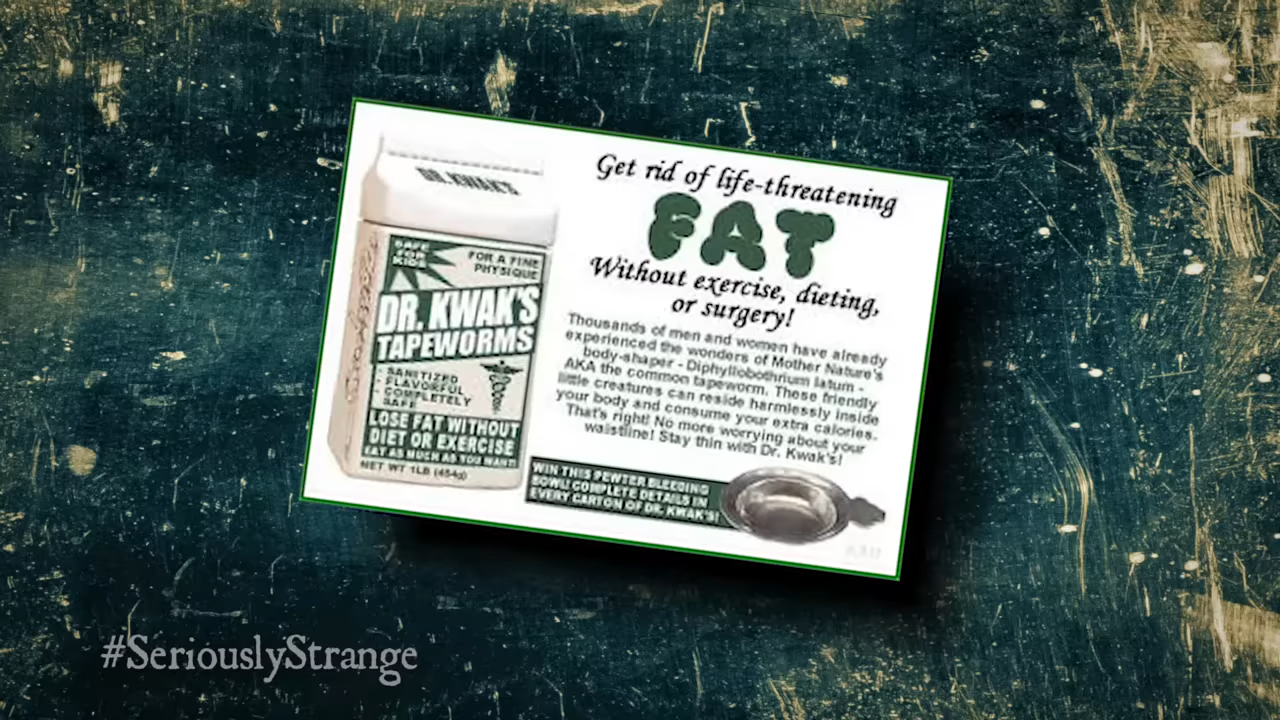 DR. KWAK'S
SAFE
FOR
KIDS
FOR A FINE
PHYSIQUE
DR. KWAK'S
TAPEWORMS
- SANITIZED
- FLAVORFUL
- COMPLETELY
SAFE
LOSE FAT WITHOUT
DIET OR EXERCISE
EAT AS MUCH AS YOU WANT!
NET WT 1LB (454g)
Get rid of life-threatening
FAT
Without exercise, dieting,
or surgery!
Thousands of men and women have already
experienced the wonders of Mother Nature's
body-shaper - Diphyllobothrium latum -
AKA the common tapeworm. These friendly
little creatures can reside harmlessly inside
your body and consume your extra calories.
That's right! No more worrying about your
waistline! Stay thin with Dr. Kwak's!
WIN THIS PEWTER BLEEDING
BOWL! COMPLETE DETAILS IN
EVERY CARTON OF DR. KWAK'S!
#SeriouslyStrange